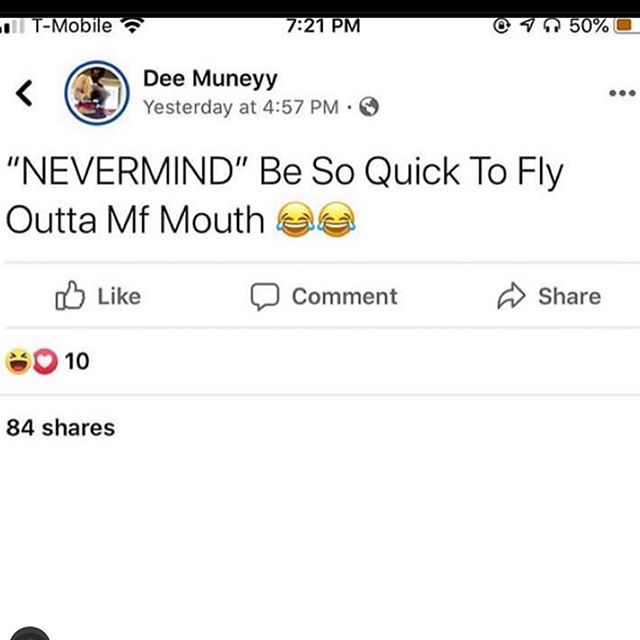 T-Mobile 7:21 PM 50%
Dee Muneyy
Yesterday at 4:57 PM ·
“NEVERMIND” Be So Quick To Fly
Outta Mf Mouth 😂😂
Like Comment Share
10
84 shares